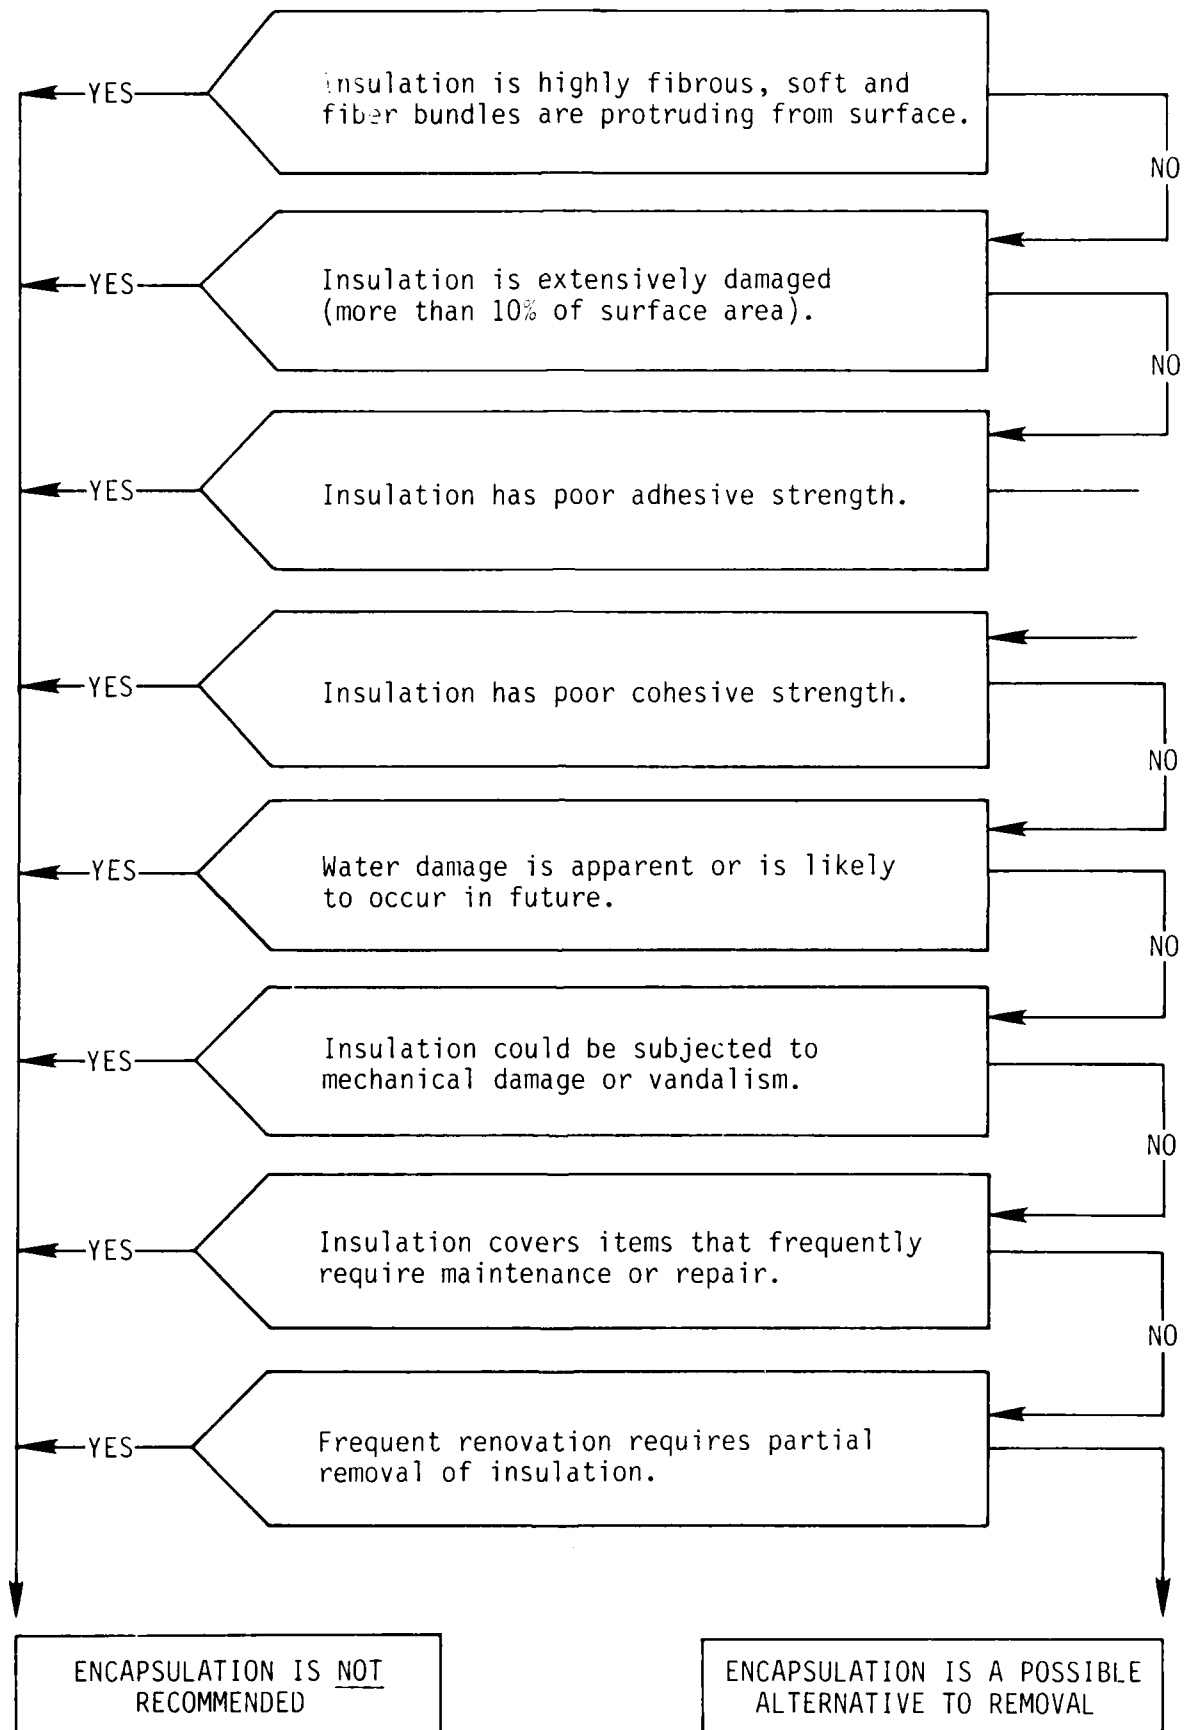 YES
Insulation is highly fibrous, soft and
fiber bundles are protruding from surface.
NO
YES
Insulation is extensively damaged
(more than 10% of surface area).
NO
YES
Insulation has poor adhesive strength.
YES
Insulation has poor cohesive strength.
NO
YES
Water damage is apparent or is likely
to occur in future.
NO
YES
Insulation could be subjected to
mechanical damage or vandalism.
NO
YES
Insulation covers items that frequently
require maintenance or repair.
NO
YES
Frequent renovation requires partial
removal of insulation.
ENCAPSULATION IS NOT
RECOMMENDED
ENCAPSULATION IS A POSSIBLE
ALTERNATIVE TO REMOVAL